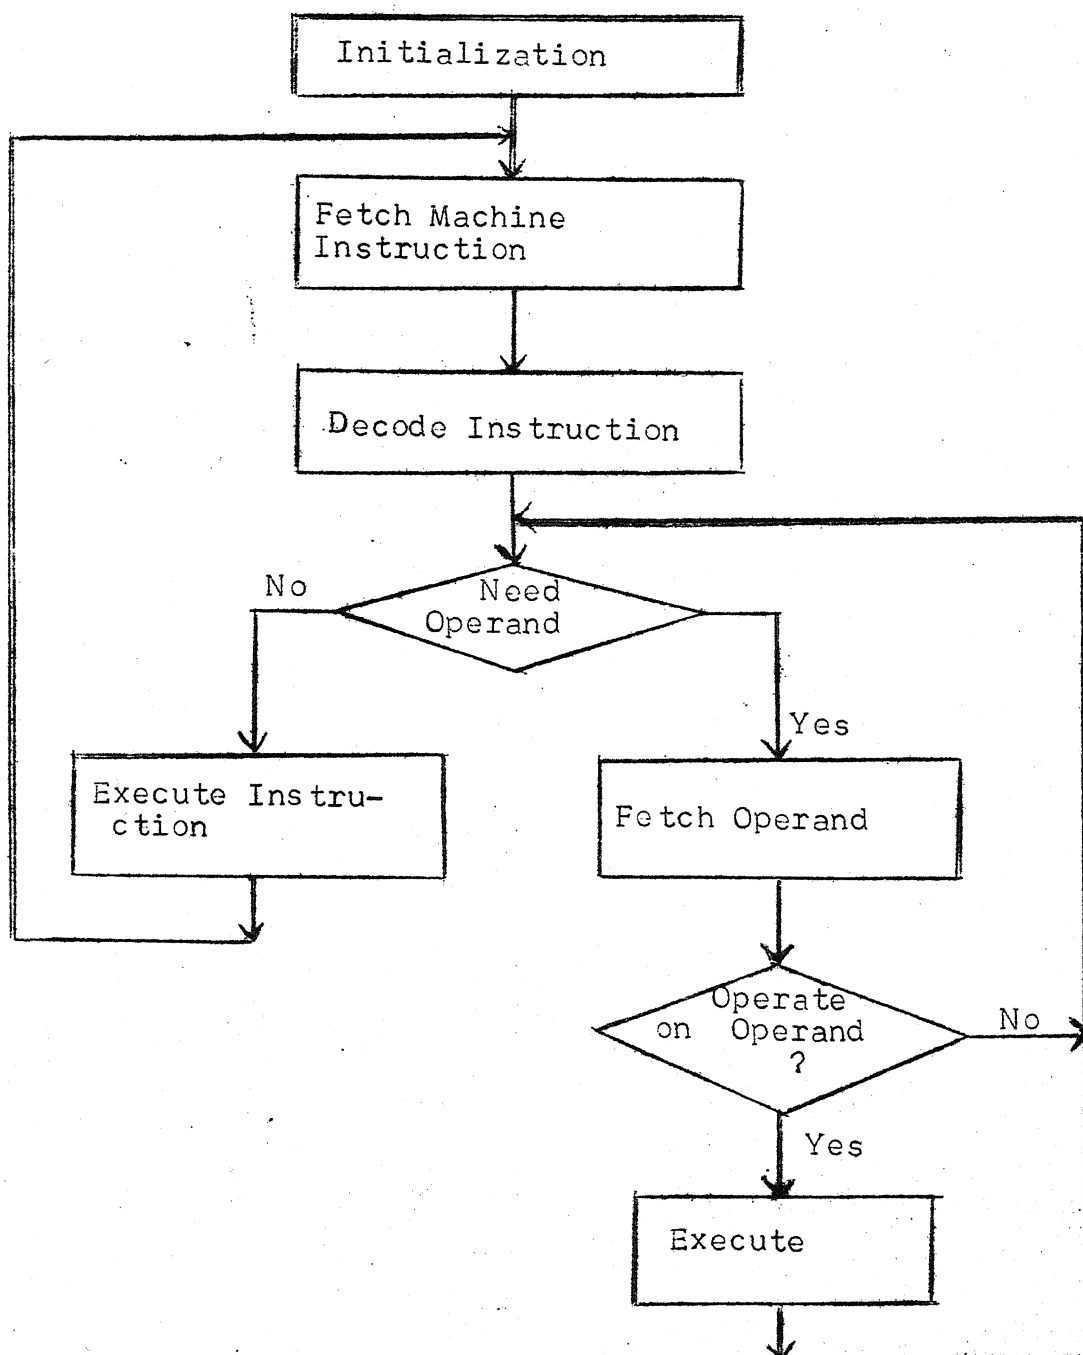 Initialization
Fetch Machine
Instruction
Decode Instruction
No
Need
Operand
Yes
Execute Instru-
ction
Fetch Operand
Operate
on Operand
?
No
Yes
Execute